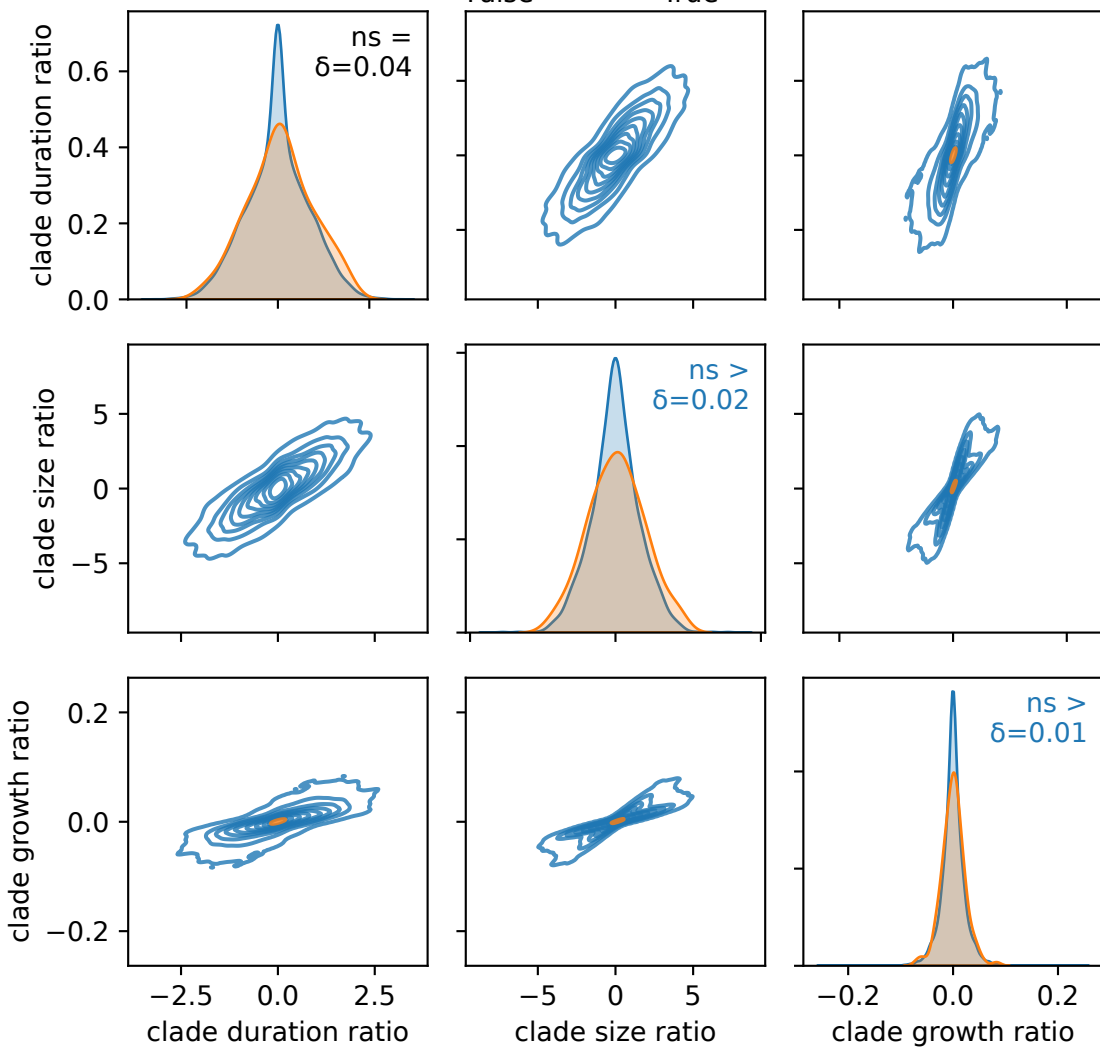 clade duration ratio
0.6
0.4
0.2
0.0
ns =
δ=0.04
clade size ratio
5
0
−5
ns >
δ=0.02
clade growth ratio
0.2
0.0
−0.2
ns >
δ=0.01
−2.5 0.0 2.5
−5 0 5
−0.2 0.0 0.2
clade duration ratio
clade size ratio
clade growth ratio